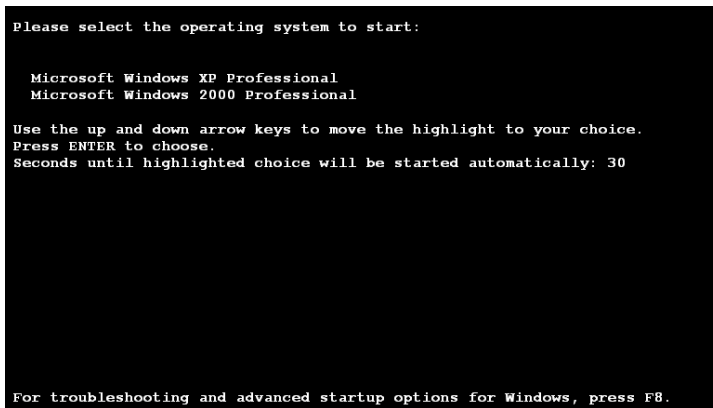 Please select the operating system to start:
Microsoft Windows XP Professional
Microsoft Windows 2000 Professional
Use the up and down arrow keys to move the highlight to your choice.
Press ENTER to choose.
Seconds until highlighted choice will be started automatically: 30
For troubleshooting and advanced startup options for Windows, press F8.